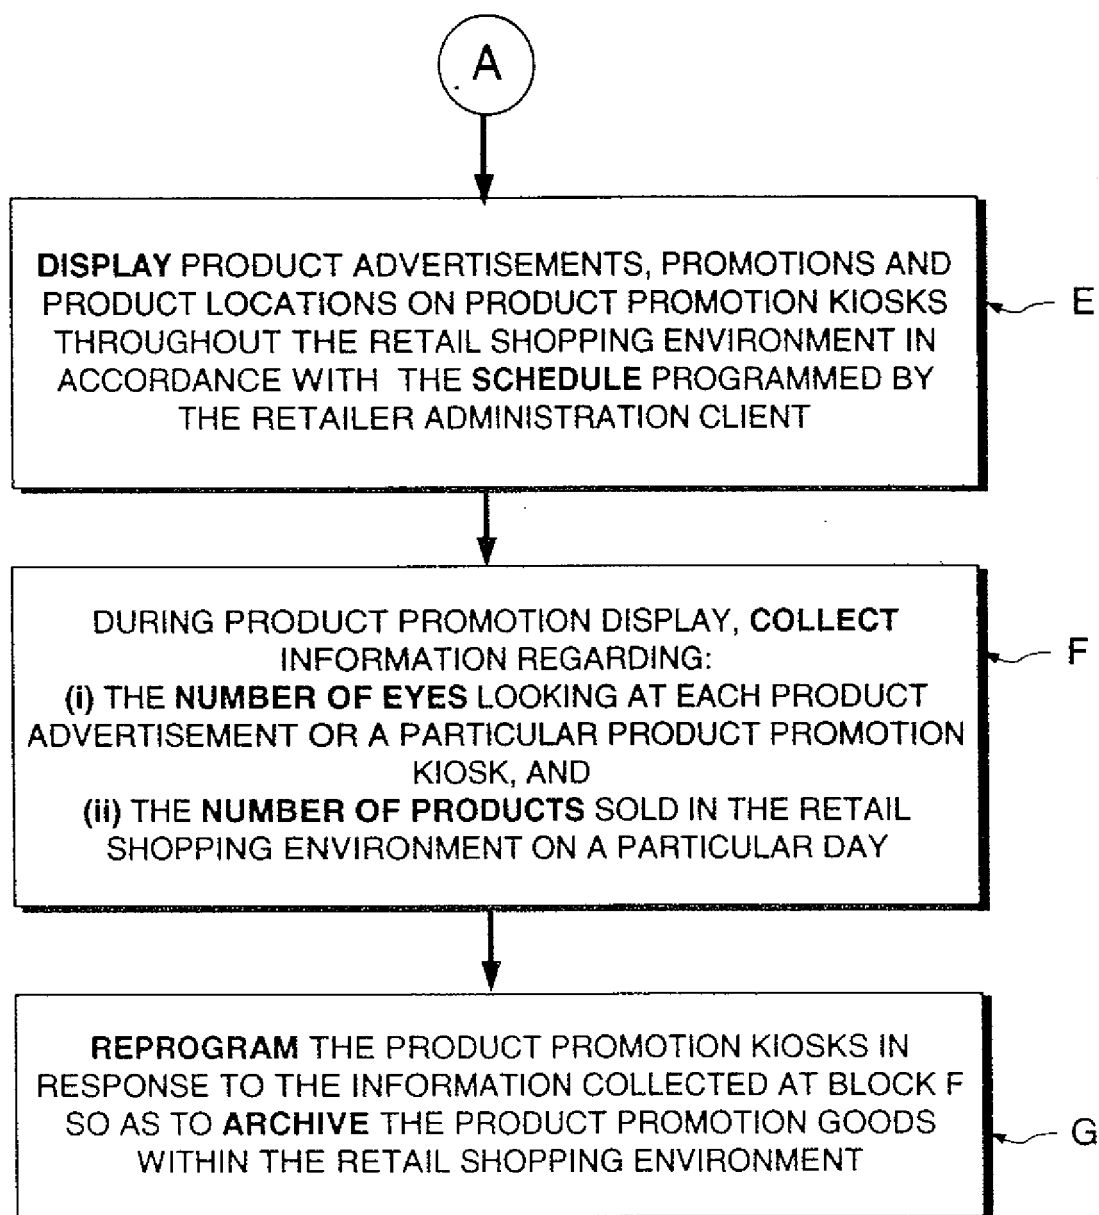 A
DISPLAY PRODUCT ADVERTISEMENTS, PROMOTIONS AND
PRODUCT LOCATIONS ON PRODUCT PROMOTION KIOSKS
THROUGHOUT THE RETAIL SHOPPING ENVIRONMENT IN
ACCORDANCE WITH THE SCHEDULE PROGRAMMED BY
THE RETAILER ADMINISTRATION CLIENT
E
DURING PRODUCT PROMOTION DISPLAY, COLLECT
INFORMATION REGARDING:
(i) THE NUMBER OF EYES LOOKING AT EACH PRODUCT
ADVERTISEMENT OR A PARTICULAR PRODUCT PROMOTION
KIOSK, AND
(ii) THE NUMBER OF PRODUCTS SOLD IN THE RETAIL
SHOPPING ENVIRONMENT ON A PARTICULAR DAY
F
REPROGRAM THE PRODUCT PROMOTION KIOSKS IN
RESPONSE TO THE INFORMATION COLLECTED AT BLOCK F
SO AS TO ARCHIVE THE PRODUCT PROMOTION GOODS
WITHIN THE RETAIL SHOPPING ENVIRONMENT
G